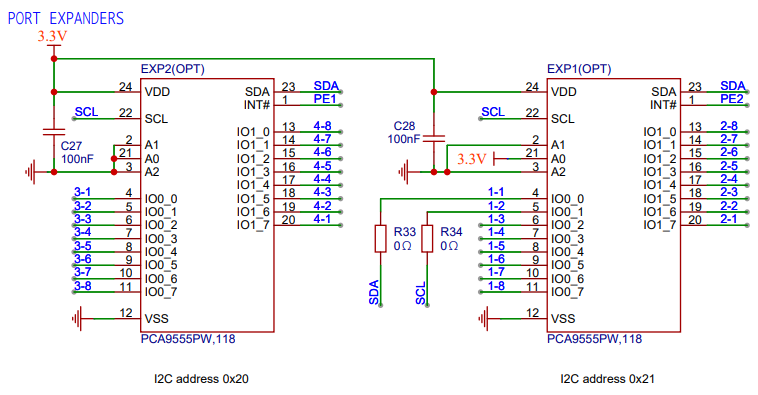 PORT EXPANDERS
3.3V
EXP2(OPT)
24 VDD
SDA 23 SDA
INT# 1 PE1
SCL 22 SCL
C27
100nF
2 A1
21 A0
3 A2
IO1_0 13 4-8
IO1_1 14 4-7
IO1_2 15 4-6
IO1_3 16 4-5
IO1_4 17 4-4
IO1_5 18 4-3
IO1_6 19 4-2
IO1_7 20 4-1
3-1 4 IO0_0
3-2 5 IO0_1
3-3 6 IO0_2
3-4 7 IO0_3
3-5 8 IO0_4
3-6 9 IO0_5
3-7 10 IO0_6
3-8 11 IO0_7
12 VSS
PCA9555PW,118
I2C address 0x20
EXP1(OPT)
24 VDD
SDA 23 SDA
INT# 1 PE2
SCL 22 SCL
C28
100nF
2 A1
3.3V 21 A0
3 A2
IO1_0 13 2-8
IO1_1 14 2-7
IO1_2 15 2-6
IO1_3 16 2-5
IO1_4 17 2-4
IO1_5 18 2-3
IO1_6 19 2-2
IO1_7 20 2-1
1-1 4 IO0_0
1-2 5 IO0_1
1-3 6 IO0_2
1-4 7 IO0_3
1-5 8 IO0_4
1-6 9 IO0_5
1-7 10 IO0_6
1-8 11 IO0_7
R33
0Ω
R34
0Ω
SDA
SCL
12 VSS
PCA9555PW,118
I2C address 0x21